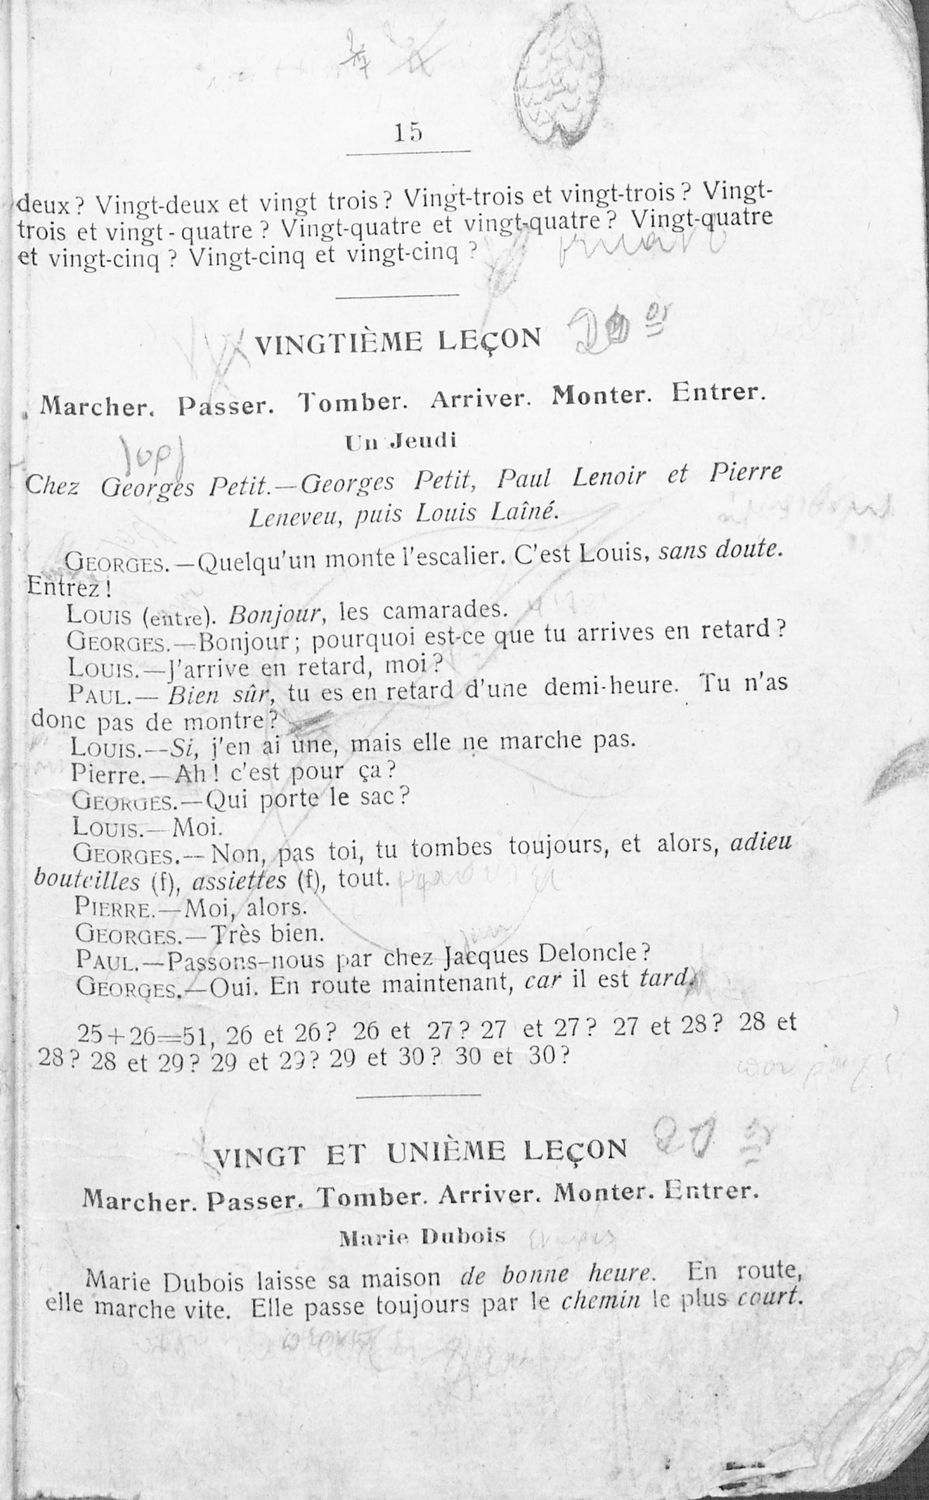 15
deux ? Vingt-deux et vingt trois ? Vingt-trois et vingt-trois ? Vingt-
trois et vingt-quatre ? Vingt-quatre et vingt-quatre ? Vingt-quatre
et vingt-cinq ? Vingt-cinq et vingt-cinq ?
VINGTIÈME LEÇON
Marcher. Passer. Tomber. Arriver. Monter. Entrer.
Un Jeudi
Chez Georges Petit.—Georges Petit, Paul Lenoir et Pierre
Leneveu, puis Louis Laîné.
GEORGES.—Quelqu'un monte l'escalier. C'est Louis, sans doute.
Entrez !
LOUIS (entre). Bonjour, les camarades.
GEORGES.—Bonjour ; pourquoi est-ce que tu arrives en retard ?
LOUIS.—J'arrive en retard, moi ?
PAUL.— Bien sûr, tu es en retard d'une demi-heure. Tu n'as
donc pas de montre ?
LOUIS.--Si, j'en ai une, mais elle ne marche pas.
Pierre.—Ah ! c'est pour ça ?
GEORGES.—Qui porte le sac ?
LOUIS.—Moi.
GEORGES.—Non, pas toi, tu tombes toujours, et alors, adieu
bouteilles (f), assiettes (f), tout.
PIERRE.—Moi, alors.
GEORGES.—Très bien.
PAUL.—Passons-nous par chez Jacques Deloncle ?
GEORGES.—Oui. En route maintenant, car il est tard.
25+26=51, 26 et 26 ? 26 et 27 ? 27 et 27 ? 27 et 28 ? 28 et
28 ? 28 et 29 ? 29 et 29 ? 29 et 30 ? 30 et 30 ?
VINGT ET UNIÈME LEÇON
Marcher. Passer. Tomber. Arriver. Monter. Entrer.
Marie Dubois
Marie Dubois laisse sa maison de bonne heure. En route,
elle marche vite. Elle passe toujours par le chemin le plus court.